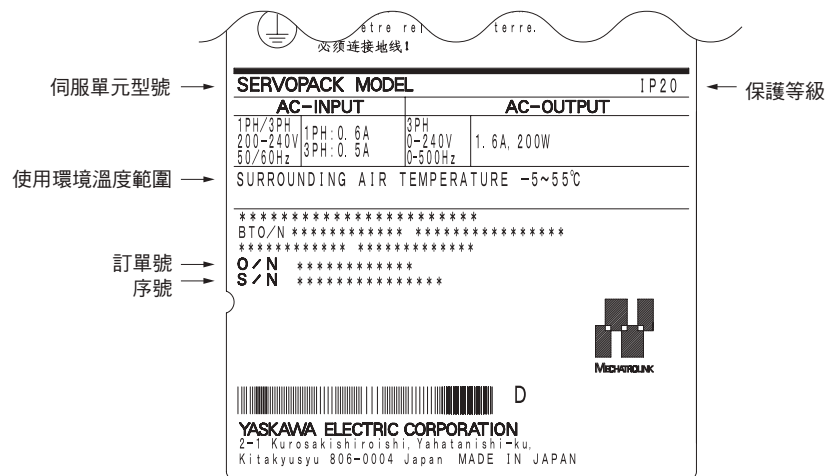 être terre.
必须连接地线!
伺服單元型號 SERVOPACK MODEL IP20 保護等級
AC-INPUT AC-OUTPUT
1PH/3PH
200-240V
50/60Hz
1PH:0.6A
3PH:0.5A
3PH
0-240V
0-500Hz
1.6A, 200W
使用環境溫度範圍 SURROUNDING AIR TEMPERATURE -5~55℃
***********************
BTO/N ************ ***************
*********** ************
訂單號 O/N ************
序號 S/N ***************
MECHATROLINK
D
YASKAWA ELECTRIC CORPORATION
2-1 Kurosakishiroishi, Yahatanishi-ku,
Kitakyusyu 806-0004 Japan MADE IN JAPAN